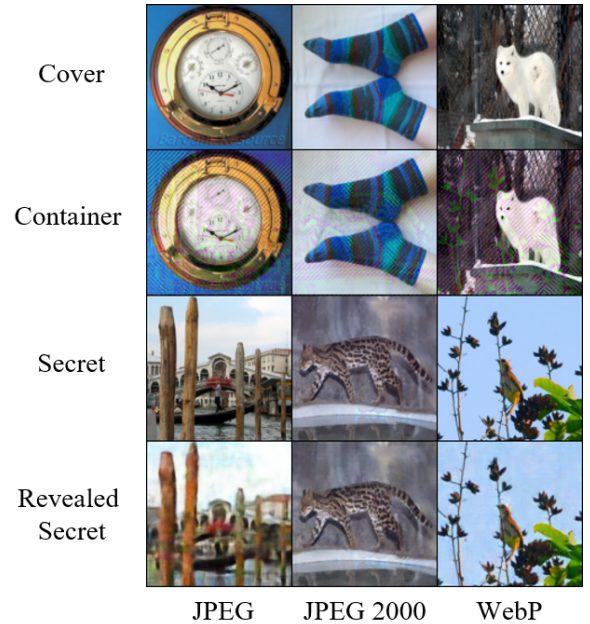 Cover
Container
Secret
Revealed
Secret
JPEG
JPEG 2000
WebP